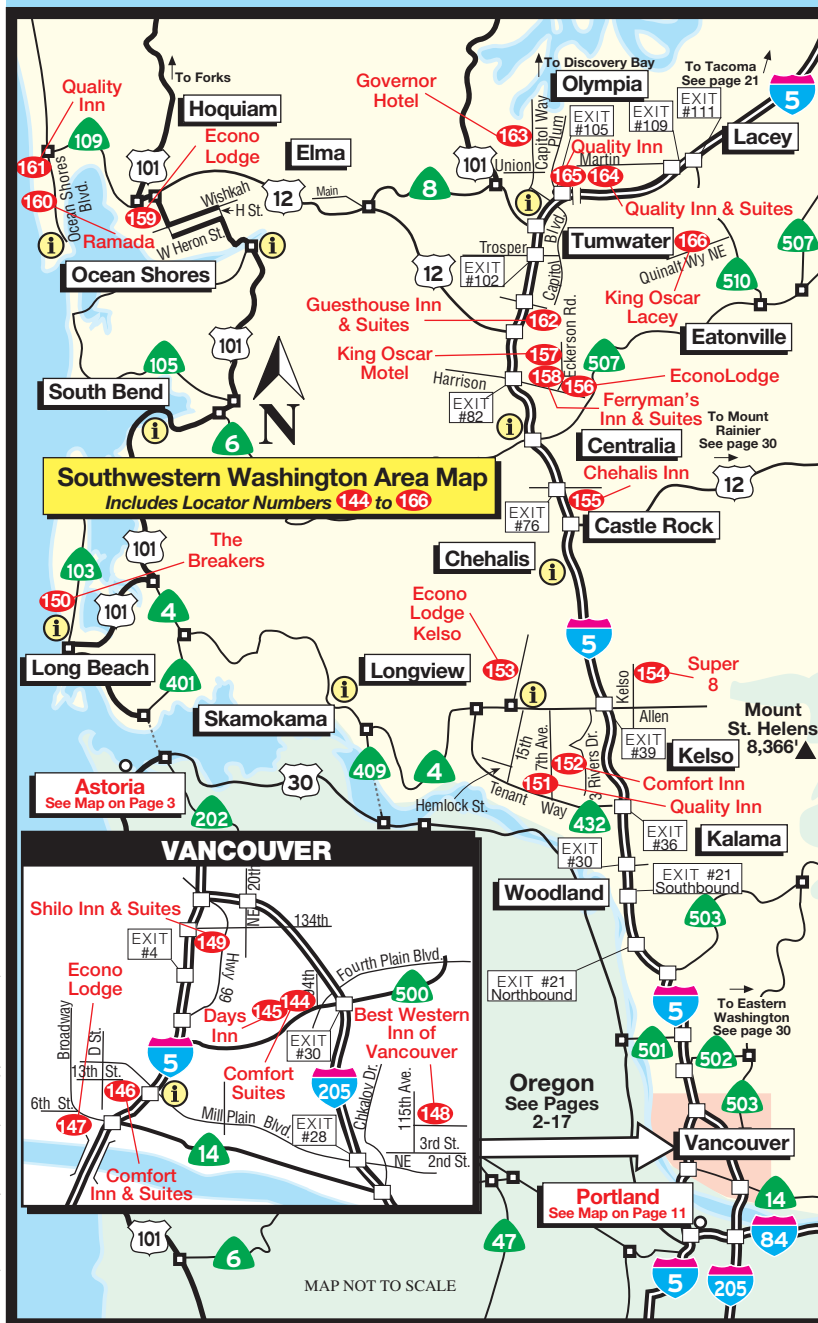 To Forks
To Discovery Bay
To Tacoma
See page 21
5
Quality
Inn
109
Hoquiam
Econo
Lodge
Elma
Governor
Hotel
163
Olympia
Capitol Way
Plum
EXIT
#105
EXIT
#109
EXIT
#111
Lacey
101
101
Union
Quality Inn
Martin
165
164
Quality Inn & Suites
161
160
Ocean Shores
Blvd.
Ramada
159
Wishkah
H St.
W Heron St.
12
Main
8
i
i
i
Ocean Shores
Trosper
EXIT
#102
Capitol
Blvd.
Tumwater
166
Quinalt Wy NE
King Oscar
Lacey
510
507
12
Guesthouse Inn
& Suites
162
Eatonville
101
105
King Oscar
Motel
157
158
156
Eckerson Rd.
507
EconoLodge
Ferryman's
Inn & Suites
Harrison
EXIT
#82
South Bend
N
i
6
i
Centralia
To Mount
Rainier
See page 30
12
Southwestern Washington Area Map
Includes Locator Numbers 144 to 166
Chehalis Inn
155
EXIT
#76
Castle Rock
Chehalis
i
101
The
Breakers
103
150
101
4
i
Long Beach
401
Econo
Lodge
Kelso
153
5
Longview
i
i
Kelso
154
Super
8
Allen
Skamokama
EXIT
#39
Kelso
Mount
St. Helens
8,366'
409
4
15th
7th Ave.
3 Rivers Dr.
152
Comfort Inn
151
Quality Inn
Hemlock St.
Tenant Way
432
EXIT
#36
30
Astoria
See Map on Page 3
202
EXIT
#30
Kalama
Woodland
EXIT #21
Southbound
503
EXIT #21
Northbound
5
To Eastern
Washington
See page 30
501
502
503
Oregon
See Pages
2-17
Vancouver
14
Portland
See Map on Page 11
84
5
205
47
VANCOUVER
Shilo Inn & Suites
149
NE 20th
134th
EXIT
#4
Hwy. 99
Econo
Lodge
Fourth Plain Blvd.
94th
500
Days
Inn
145
144
EXIT
#30
Best Western
Inn of
Vancouver
Broadway
D St.
5
Comfort
Suites
205
Chkalov Dr.
115th Ave.
148
13th St.
146
i
6th St.
147
Mill Plain Blvd.
EXIT
#28
3rd St.
NE 2nd St.
14
Comfort
Inn & Suites
101
6
MAP NOT TO SCALE